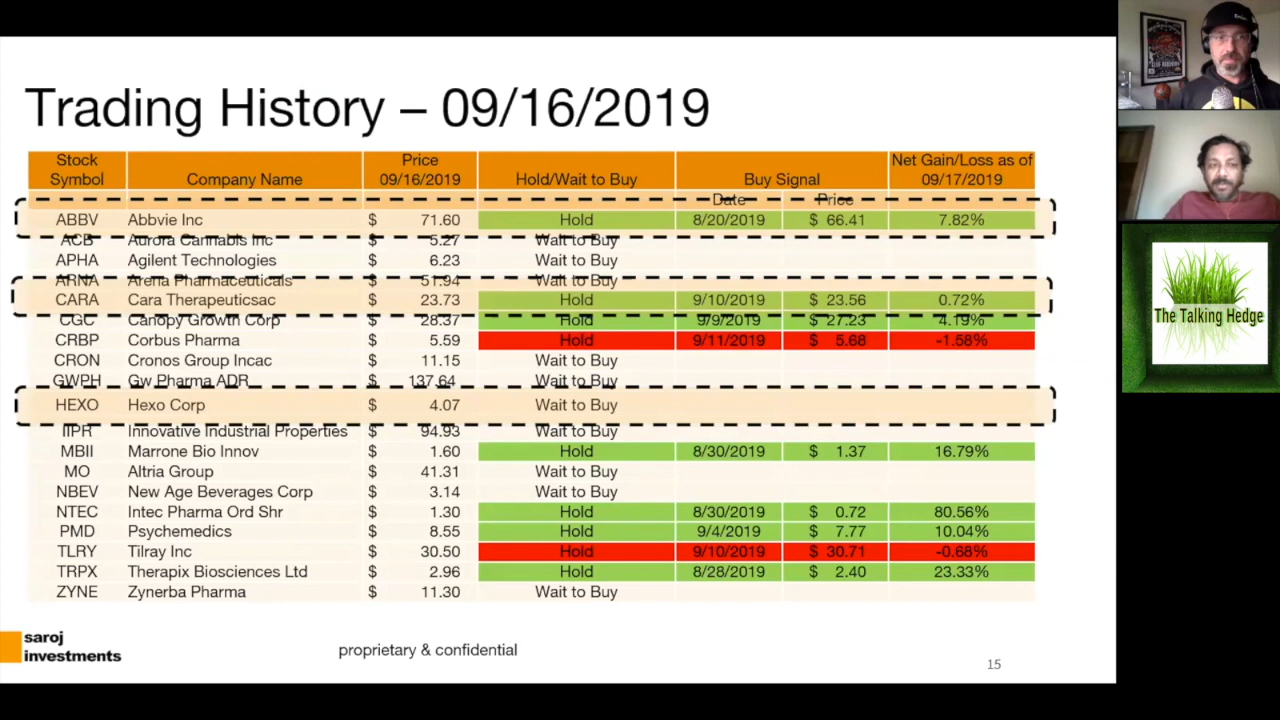 Trading History – 09/16/2019
Stock Symbol Company Name Price 09/16/2019 Hold/Wait to Buy Buy Signal Net Gain/Loss as of 09/17/2019
Date Price
ABBV Abbvie Inc $ 71.60 Hold 8/20/2019 $ 66.41 7.82%
ACB Aurora Cannabis Inc $ 5.27 Wait to Buy
APHA Agilent Technologies $ 6.23 Wait to Buy
ARNA Arena Pharmaceuticals $ 51.94 Wait to Buy
CARA Cara Therapeuticsac $ 23.73 Hold 9/10/2019 $ 23.56 0.72%
CGC Canopy Growth Corp $ 28.37 Hold 9/9/2019 $ 27.23 4.19%
CRBP Corbus Pharma $ 5.59 Hold 9/11/2019 $ 5.68 -1.58%
CRON Cronos Group Incac $ 11.15 Wait to Buy
GWPH Gw Pharma ADR $ 137.64 Wait to Buy
HEXO Hexo Corp $ 4.07 Wait to Buy
IIPR Innovative Industrial Properties $ 94.93 Wait to Buy
MBII Marrone Bio Innov $ 1.60 Hold 8/30/2019 $ 1.37 16.79%
MO Altria Group $ 41.31 Wait to Buy
NBEV New Age Beverages Corp $ 3.14 Wait to Buy
NTEC Intec Pharma Ord Shr $ 1.30 Hold 8/30/2019 $ 0.72 80.56%
PMD Psychemedics $ 8.55 Hold 9/4/2019 $ 7.77 10.04%
TLRY Tilray Inc $ 30.50 Hold 9/10/2019 $ 30.71 -0.68%
TRPX Therapix Biosciences Ltd $ 2.96 Hold 8/28/2019 $ 2.40 23.33%
ZYNE Zynerba Pharma $ 11.30 Wait to Buy
saroj
investments
proprietary & confidential
15
The Talking Hedge